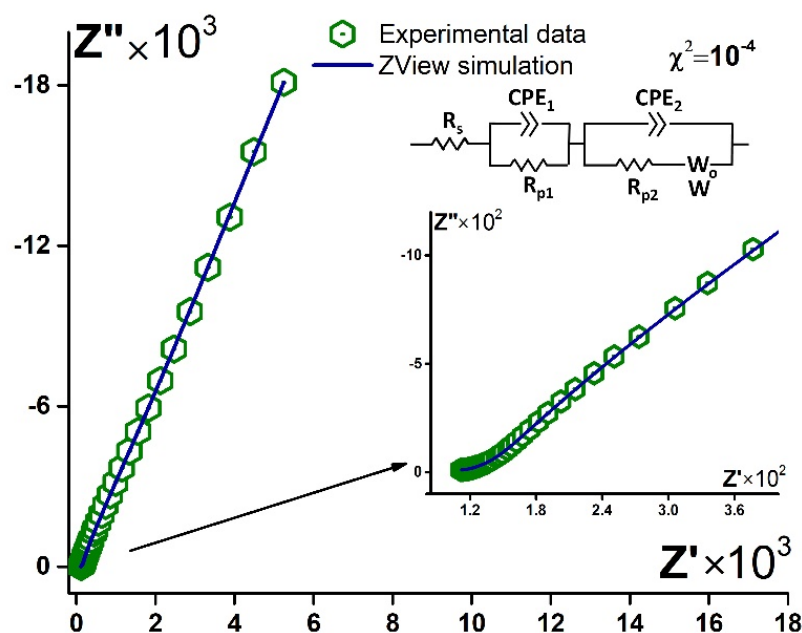 Z''×10³
Experimental data
ZView simulation
χ²=10⁻⁴
CPE₁
CPE₂
Rₛ
Rₚ₁
Rₚ₂
Wₒ
W
-18
-12
-6
0
Z''×10²
-10
-5
0
Z'×10²
1.2 1.8 2.4 3.0 3.6
Z'×10³
0 2 4 6 8 10 12 14 16 18